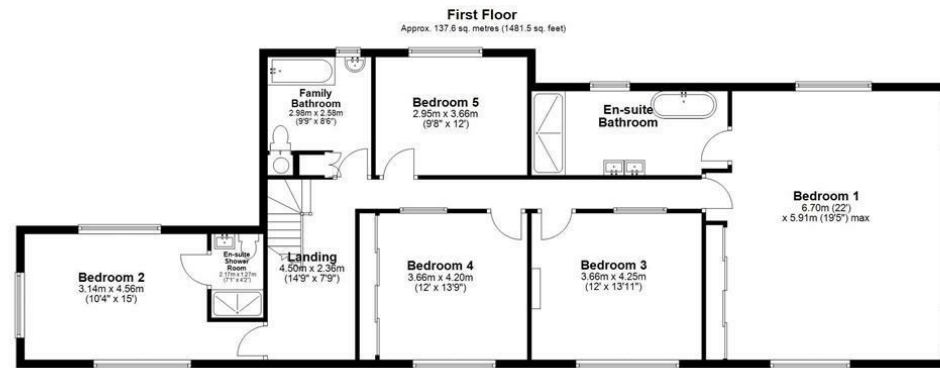 First Floor
Approx. 137.6 sq. metres (1481.5 sq. feet)
Family
Bathroom
2.98m x 2.58m
(9'9" x 8'6")
Bedroom 5
2.95m x 3.66m
(9'8" x 12')
En-suite
Bathroom
Bedroom 1
6.70m (22')
x 5.91m (19'5") max
Bedroom 2
3.14m x 4.56m
(10'4" x 15')
En-suite
Shower
Room
2.17m x 1.27m
(7'1" x 4'2")
Landing
4.50m x 2.36m
(14'9" x 7'9")
Bedroom 4
3.66m x 4.20m
(12' x 13'9")
Bedroom 3
3.66m x 4.25m
(12' x 13'11")